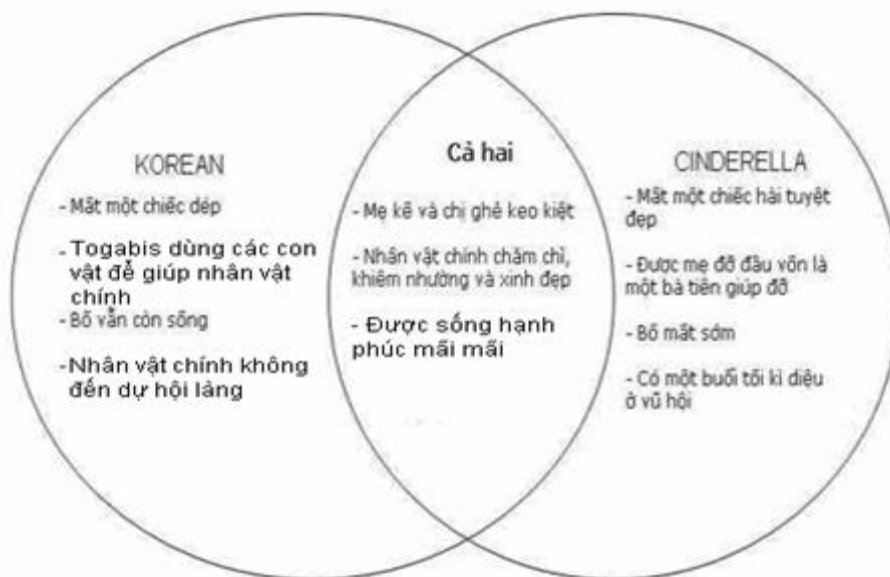 KOREAN
- Mất một chiếc dép
- Togabis dùng các con
vật để giúp nhân vật
chính
- Bố vẫn còn sống
- Nhân vật chính không
đến dự hội làng
Cả hai
- Mẹ kế và chị ghẻ keo kiệt
- Nhân vật chính chăm chỉ,
khiêm nhường và xinh đẹp
- Được sống hạnh
phúc mãi mãi
CINDERELLA
- Mất một chiếc hài tuyệt
đẹp
- Được mẹ đỡ đầu vốn là
một bà tiên giúp đỡ
- Bố mất sớm
- Có một buổi tối kì diệu
ở vũ hội